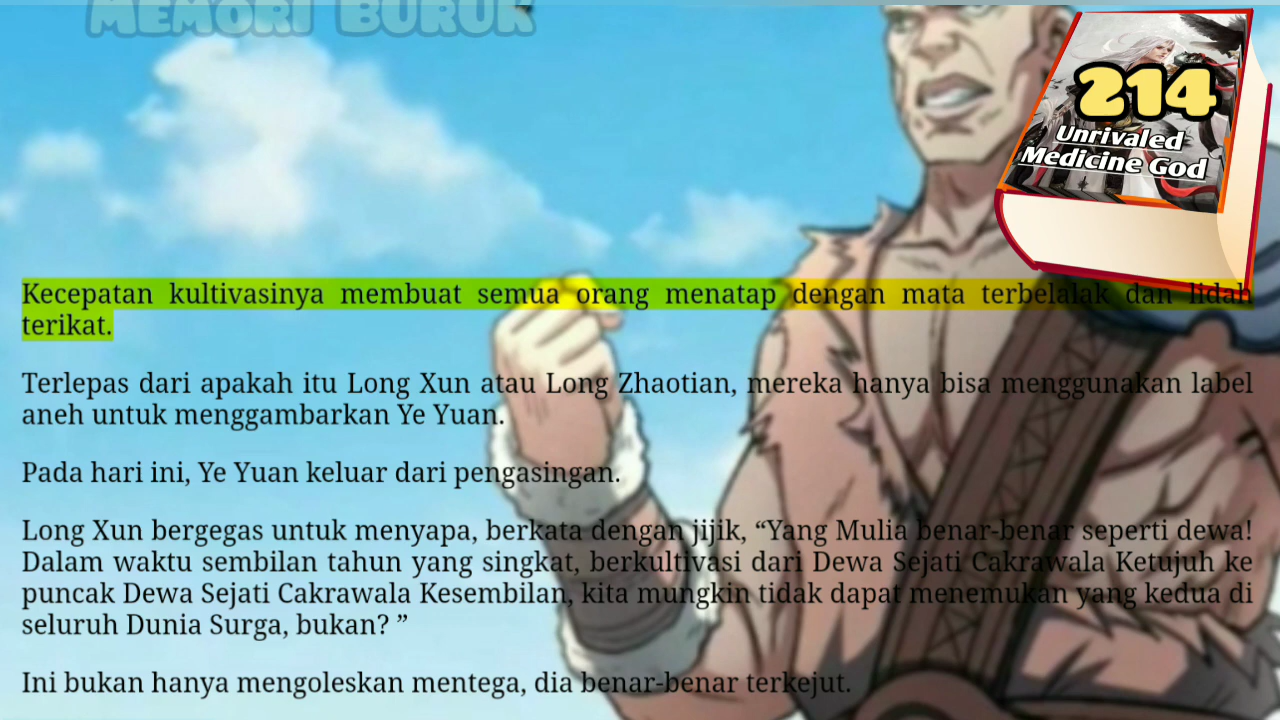 MEMORI BURUK
214
Unrivaled
Medicine God
Kecepatan kultivasinya membuat semua orang menatap dengan mata terbelalak dan lidah
terikat.
Terlepas dari apakah itu Long Xun atau Long Zhaotian, mereka hanya bisa menggunakan label
aneh untuk menggambarkan Ye Yuan.
Pada hari ini, Ye Yuan keluar dari pengasingan.
Long Xun bergegas untuk menyapa, berkata dengan jijik, “Yang Mulia benar-benar seperti dewa!
Dalam waktu sembilan tahun yang singkat, berkultivasi dari Dewa Sejati Cakrawala Ketujuh ke
puncak Dewa Sejati Cakrawala Kesembilan, kita mungkin tidak dapat menemukan yang kedua di
seluruh Dunia Surga, bukan? ”
Ini bukan hanya mengoleskan mentega, dia benar-benar terkejut.